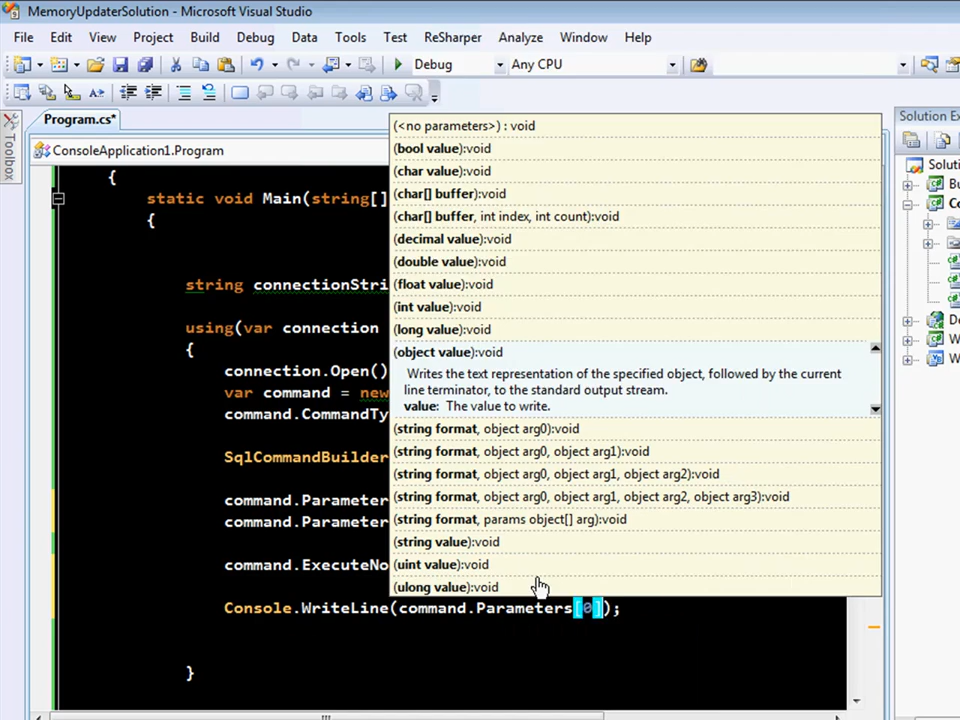 MemoryUpdaterSolution - Microsoft Visual Studio
File Edit View Project Build Debug Data Tools Test ReSharper Analyze Window Help
Debug Any CPU
Program.cs*
Solution Ex
Toolbox
ConsoleApplication1.Program
(<no parameters>) : void
(bool value):void
(char value):void
(char[] buffer):void
(char[] buffer, int index, int count):void
(decimal value):void
(double value):void
(float value):void
(int value):void
(long value):void
(object value):void
Writes the text representation of the specified object, followed by the current
line terminator, to the standard output stream.
value: The value to write.
(string format, object arg0):void
(string format, object arg0, object arg1):void
(string format, object arg0, object arg1, object arg2):void
(string format, object arg0, object arg1, object arg2, object arg3):void
(string format, params object[] arg):void
(string value):void
(uint value):void
(ulong value):void
{
static void Main(string[]
{
string connectionStri
using(var connection
{
connection.Open()
var command = new
command.CommandTy
SqlCommandBuilder
command.Parameter
command.Parameter
command.ExecuteNo
Console.WriteLine(command.Parameters[0]);
}
Soluti
Bu
Co
De
W
W